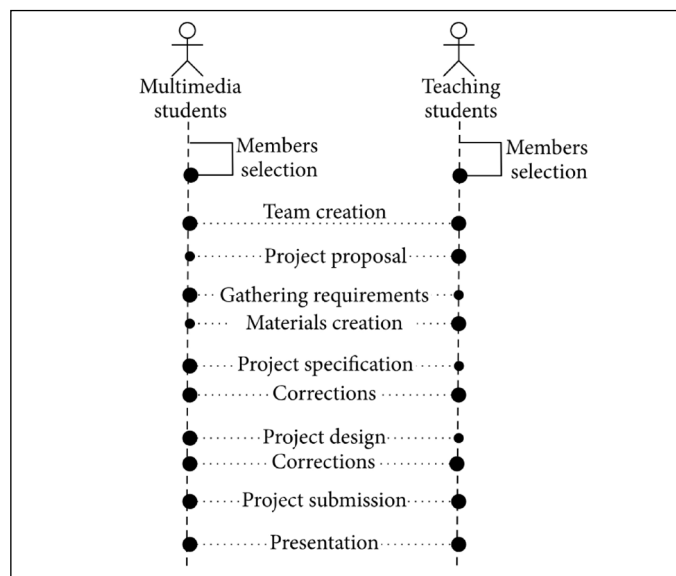 Multimedia
students
Teaching
students
Members
selection
Members
selection
Team creation
Project proposal
Gathering requirements
Materials creation
Project specification
Corrections
Project design
Corrections
Project submission
Presentation